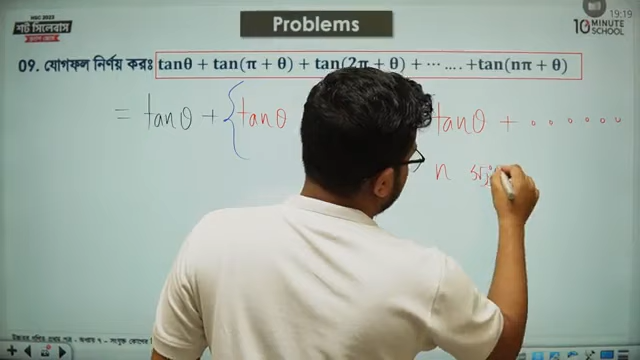 Problems
19:19
HSC 2023
শর্ট সিলেবাস
10 MINUTE
SCHOOL
09. যোগফল নির্ণয় করঃ tanθ + tan(π + θ) + tan(2π + θ) + ⋯ …. +tan(nπ + θ)
= tanθ + { tanθ tanθ + . . . . . .
n